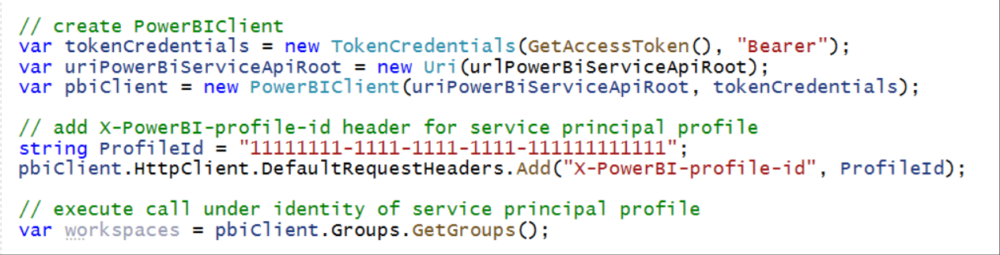 // create PowerBIClient
var tokenCredentials = new TokenCredentials(GetAccessToken(), "Bearer");
var uriPowerBiServiceApiRoot = new Uri(urlPowerBiServiceApiRoot);
var pbiClient = new PowerBIClient(uriPowerBiServiceApiRoot, tokenCredentials);
// add X-PowerBI-profile-id header for service principal profile
string ProfileId = "11111111-1111-1111-1111-111111111111";
pbiClient.HttpClient.DefaultRequestHeaders.Add("X-PowerBI-profile-id", ProfileId);
// execute call under identity of service principal profile
var workspaces = pbiClient.Groups.GetGroups();